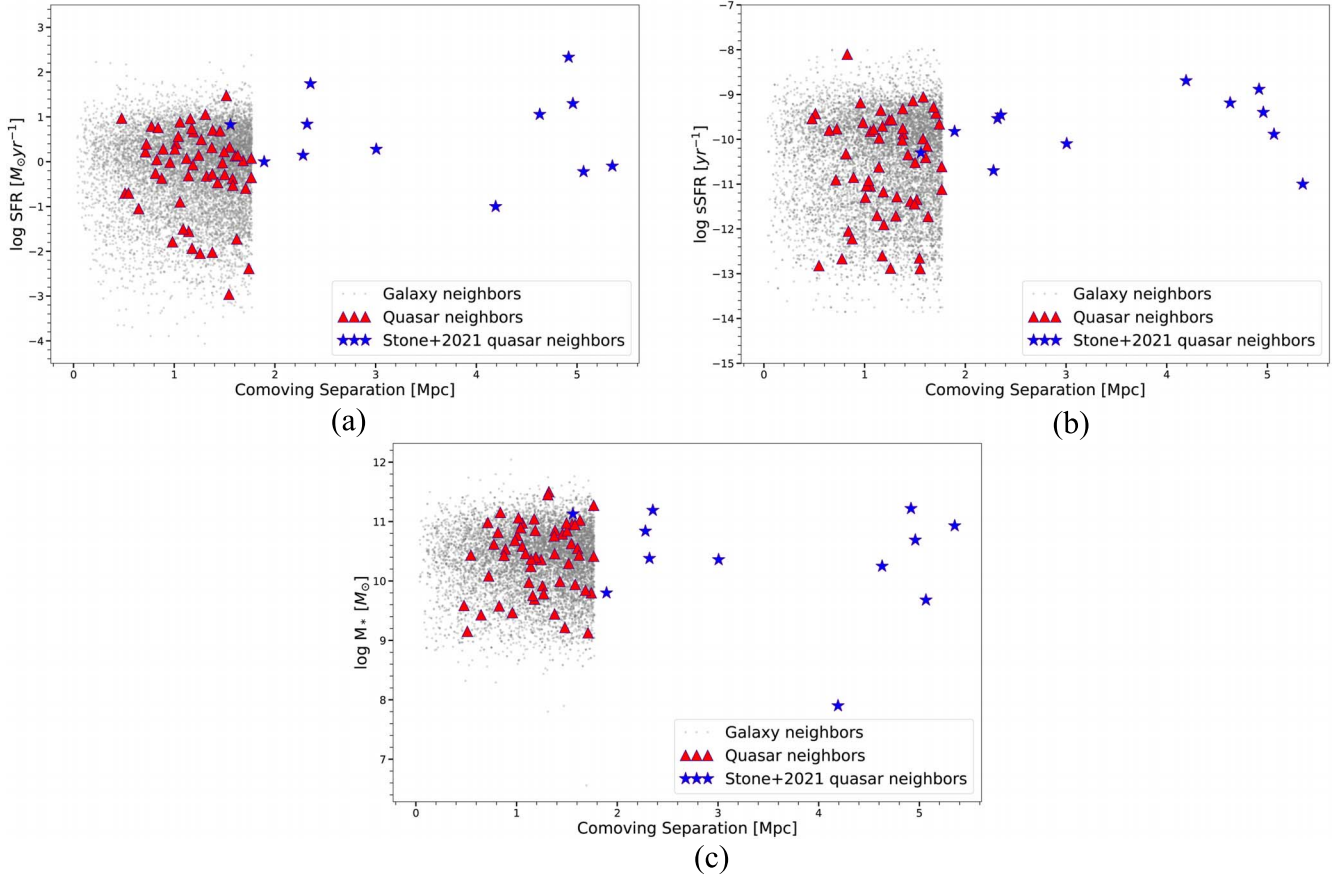 log SFR [M⊙yr−1]
3
2
1
0
−1
−2
−3
−4
Galaxy neighbors
Quasar neighbors
Stone+2021 quasar neighbors
0 1 2 3 4 5
Comoving Separation [Mpc]
(a)
log sSFR [yr−1]
−7
−8
−9
−10
−11
−12
−13
−14
−15
Galaxy neighbors
Quasar neighbors
Stone+2021 quasar neighbors
0 1 2 3 4 5
Comoving Separation [Mpc]
(b)
log M* [M⊙]
12
11
10
9
8
7
Galaxy neighbors
Quasar neighbors
Stone+2021 quasar neighbors
0 1 2 3 4 5
Comoving Separation [Mpc]
(c)